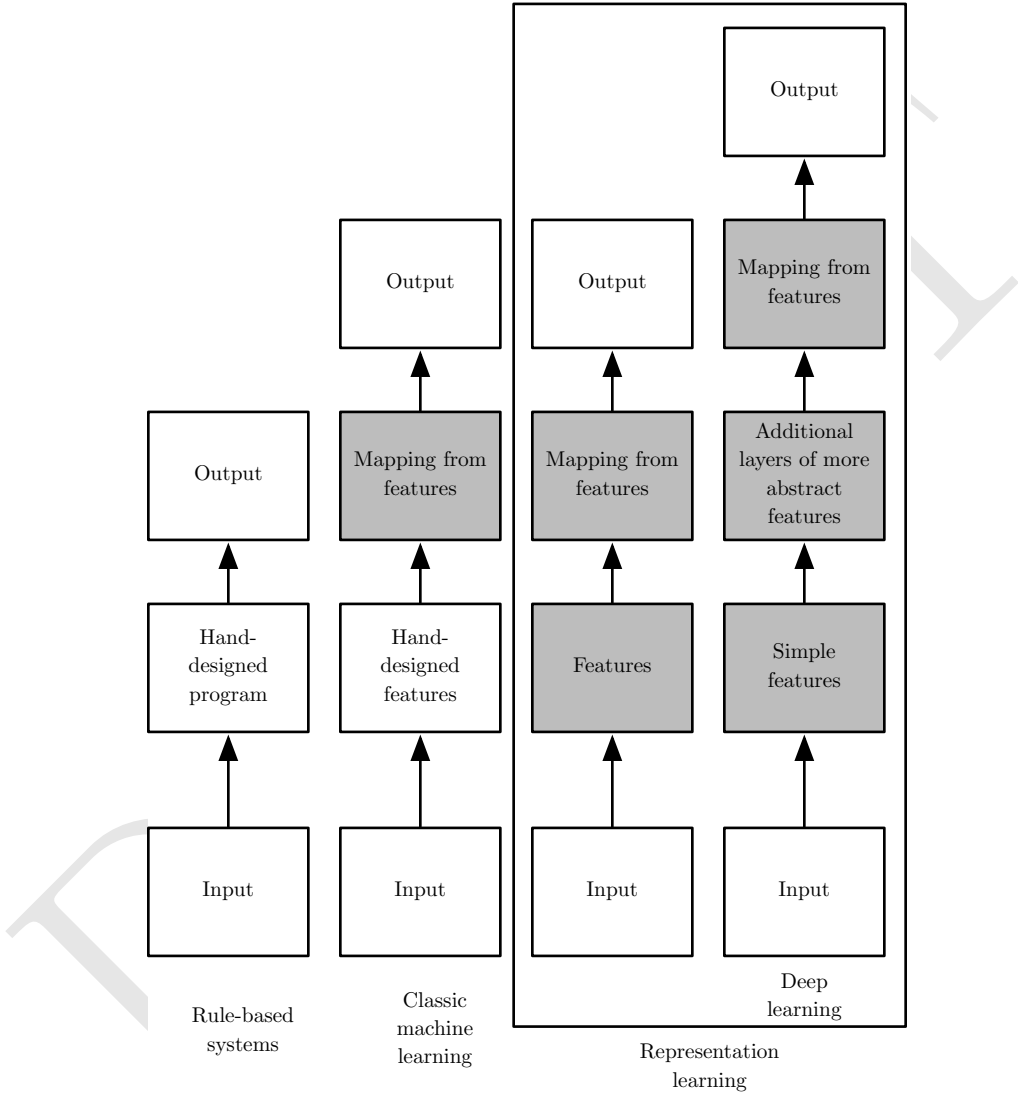 Output
Output
Output
Mapping from
features
Output
Mapping from
features
Mapping from
features
Additional
layers of more
abstract
features
Hand-
designed
program
Hand-
designed
features
Features
Simple
features
Input
Input
Input
Input
Rule-based
systems
Classic
machine
learning
Deep
learning
Representation
learning